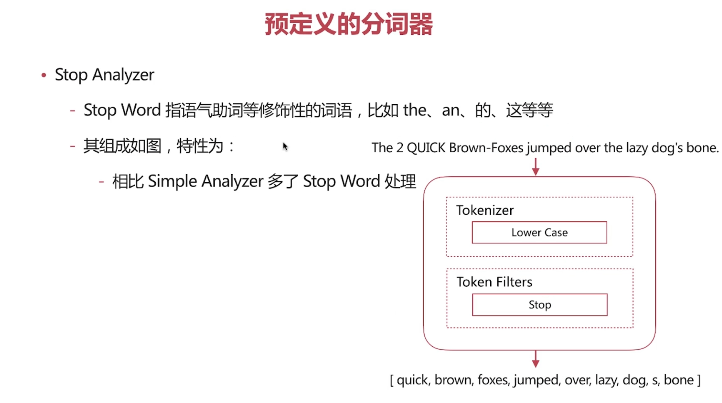 预定义的分词器
• Stop Analyzer
- Stop Word 指语气助词等修饰性的词语，比如 the、an、的、这等等
- 其组成如图，特性为：
- 相比 Simple Analyzer 多了 Stop Word 处理
The 2 QUICK Brown-Foxes jumped over the lazy dog's bone.
Tokenizer
Lower Case
Token Filters
Stop
[ quick, brown, foxes, jumped, over, lazy, dog, s, bone ]